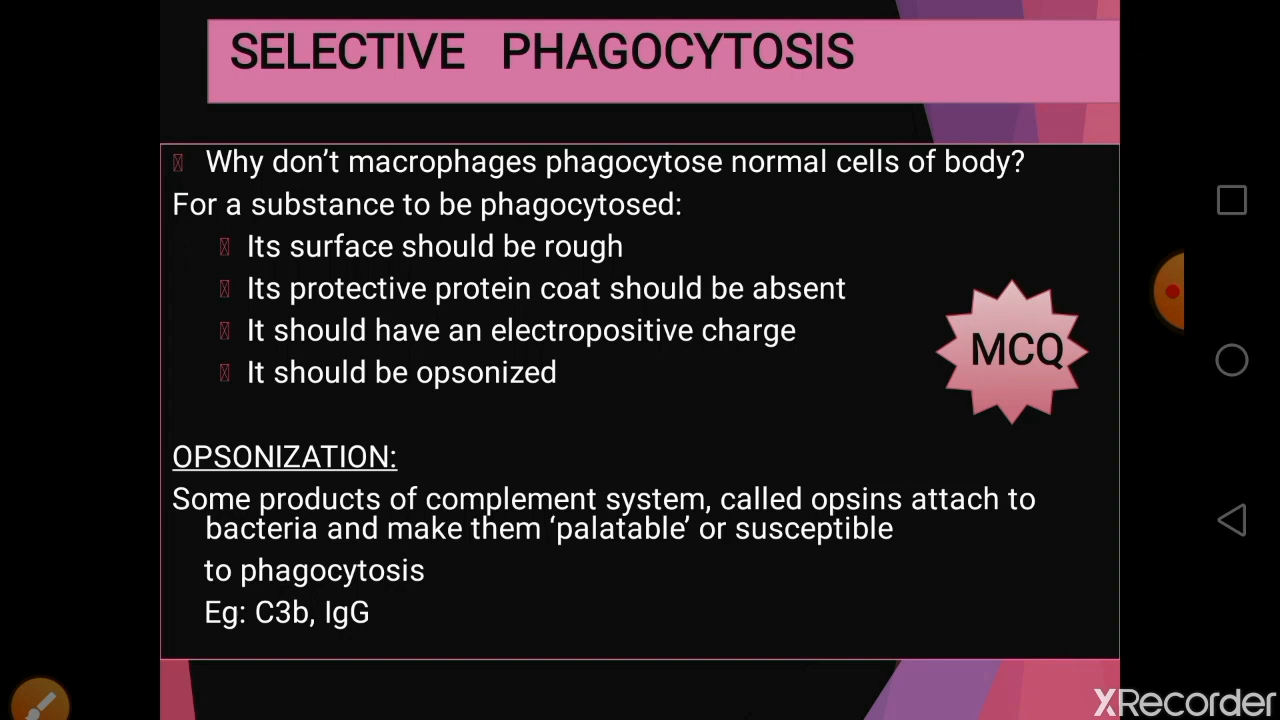 SELECTIVE PHAGOCYTOSIS
Why don't macrophages phagocytose normal cells of body?
For a substance to be phagocytosed:
Its surface should be rough
Its protective protein coat should be absent
It should have an electropositive charge
It should be opsonized
MCQ
OPSONIZATION:
Some products of complement system, called opsins attach to
bacteria and make them ‘palatable’ or susceptible
to phagocytosis
Eg: C3b, IgG
XRecorder